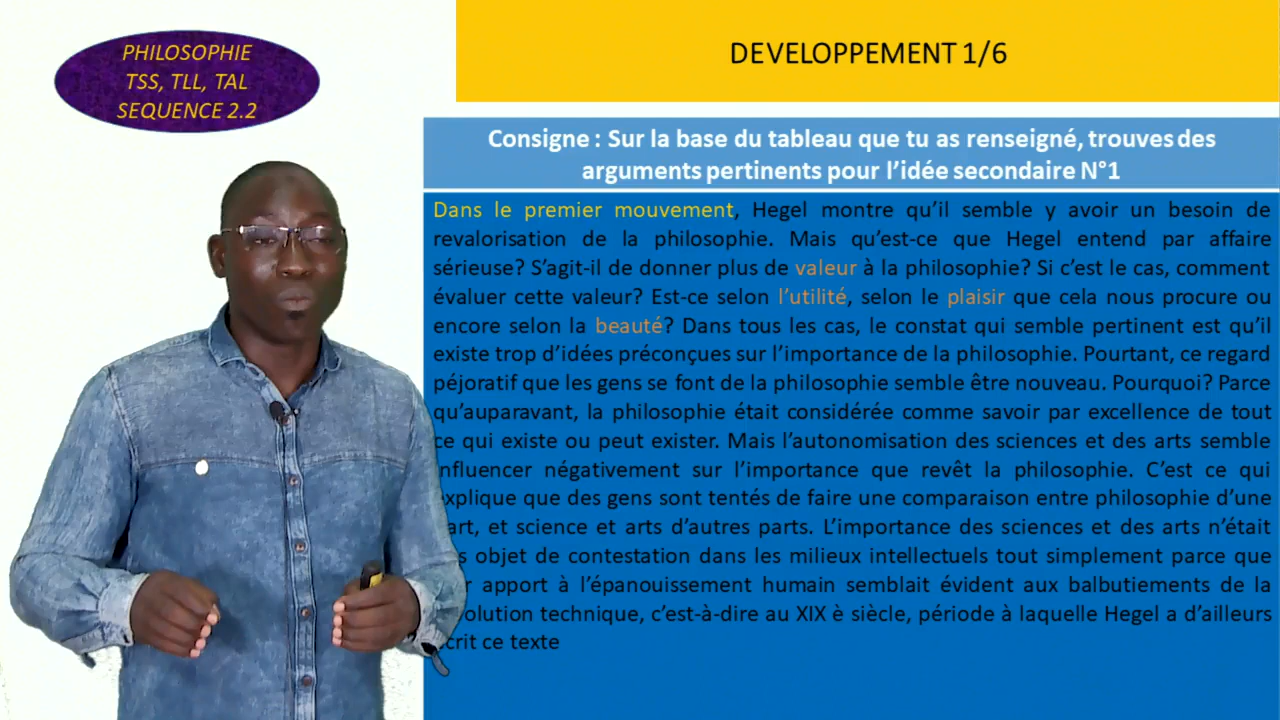 PHILOSOPHIE
TSS, TLL, TAL
SEQUENCE 2.2
DEVELOPPEMENT 1/6
Consigne : Sur la base du tableau que tu as renseigné, trouves des
arguments pertinents pour l'idée secondaire N°1
Dans le premier mouvement, Hegel montre qu'il semble y avoir un besoin de
revalorisation de la philosophie. Mais qu'est-ce que Hegel entend par affaire
sérieuse? S'agit-il de donner plus de valeur à la philosophie? Si c'est le cas, comment
évaluer cette valeur? Est-ce selon l'utilité, selon le plaisir que cela nous procure ou
encore selon la beauté? Dans tous les cas, le constat qui semble pertinent est qu'il
existe trop d'idées préconçues sur l'importance de la philosophie. Pourtant, ce regard
péjoratif que les gens se font de la philosophie semble être nouveau. Pourquoi? Parce
qu'auparavant, la philosophie était considérée comme savoir par excellence de tout
ce qui existe ou peut exister. Mais l'autonomisation des sciences et des arts semble
influencer négativement sur l'importance que revêt la philosophie. C'est ce qui
explique que des gens sont tentés de faire une comparaison entre philosophie d'une
part, et science et arts d'autres parts. L'importance des sciences et des arts n'était
objet de contestation dans les milieux intellectuels tout simplement parce que
apport à l'épanouissement humain semblait évident aux balbutiements de la
révolution technique, c'est-à-dire au XIX è siècle, période à laquelle Hegel a d'ailleurs
écrit ce texte